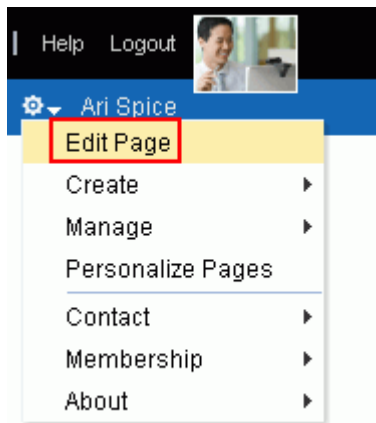 | Help Logout
Ari Spice
Edit Page
Create
Manage
Personalize Pages
Contact
Membership
About